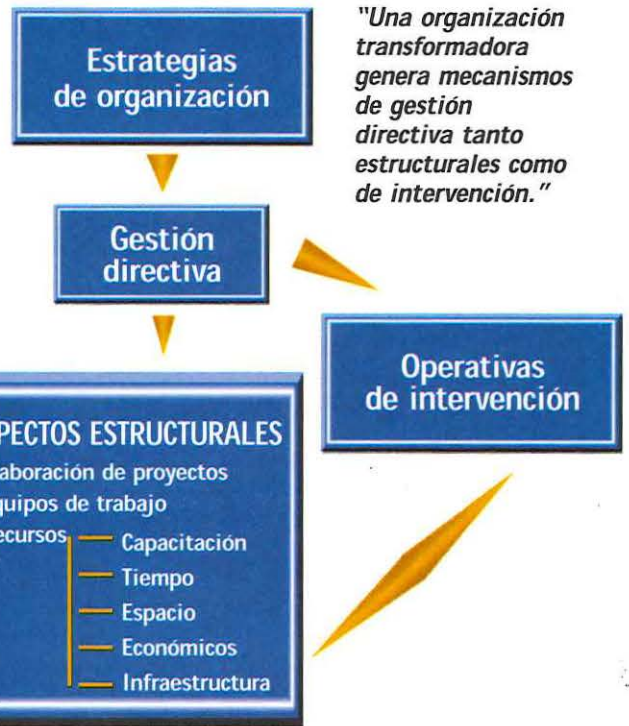 Estrategias
de organización
"Una organización
transformadora
genera mecanismos
de gestión
directiva tanto
estructurales como
de intervención."
Gestión
directiva
Operativas
de intervención
PECTOS ESTRUCTURALES
aboración de proyectos
quipos de trabajo
ecursos
Capacitación
Tiempo
Espacio
Económicos
Infraestructura